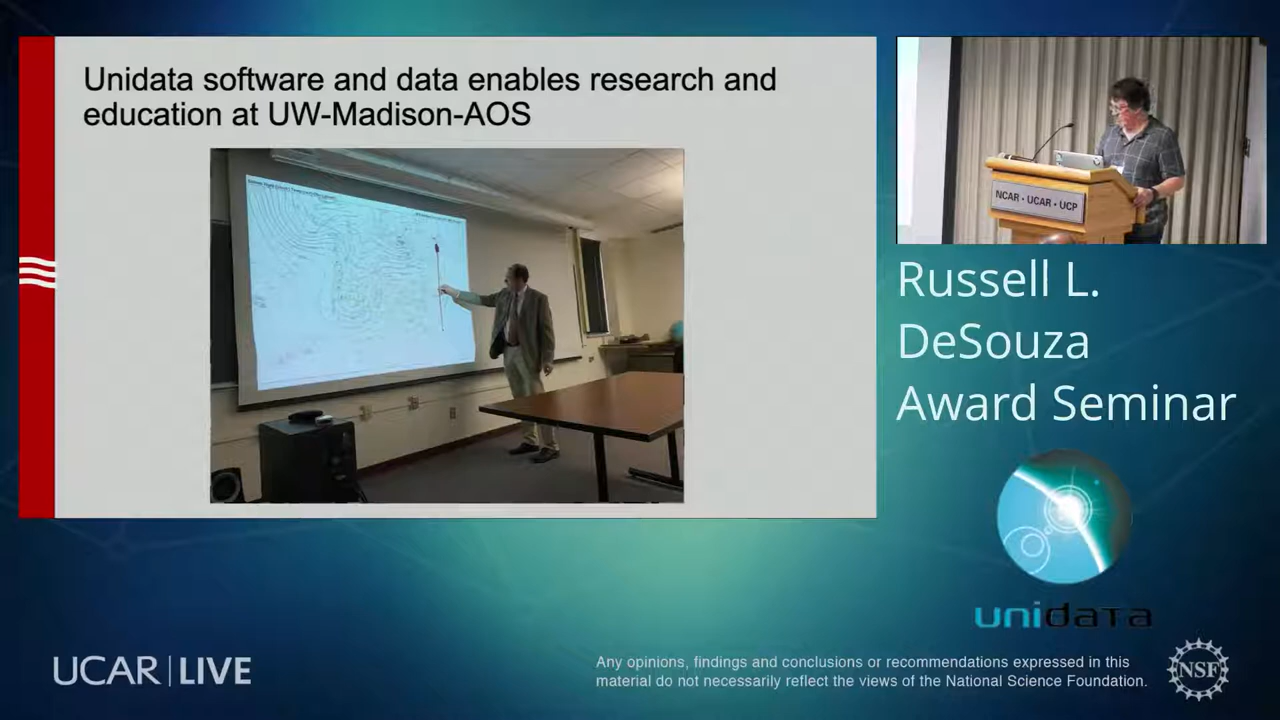 Unidata software and data enables research and
education at UW-Madison-AOS
NCAR • UCAR • UCP
Russell L.
DeSouza
Award Seminar
unidata
UCAR | LIVE
Any opinions, findings and conclusions or recommendations expressed in this
material do not necessarily reflect the views of the National Science Foundation.
NSF